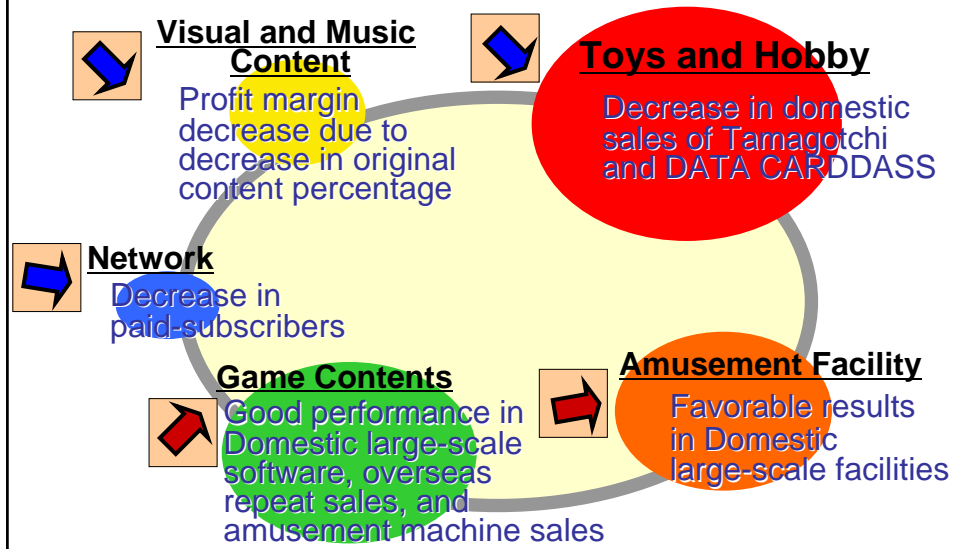 Visual and Music
Content
Profit margin
decrease due to
decrease in original
content percentage
Toys and Hobby
Decrease in domestic
sales of Tamagotchi
and DATA CARDDASS
Network
Decrease in
paid-subscribers
Game Contents
Good performance in
Domestic large-scale
software, overseas
repeat sales, and
amusement machine sales
Amusement Facility
Favorable results
in Domestic
large-scale facilities